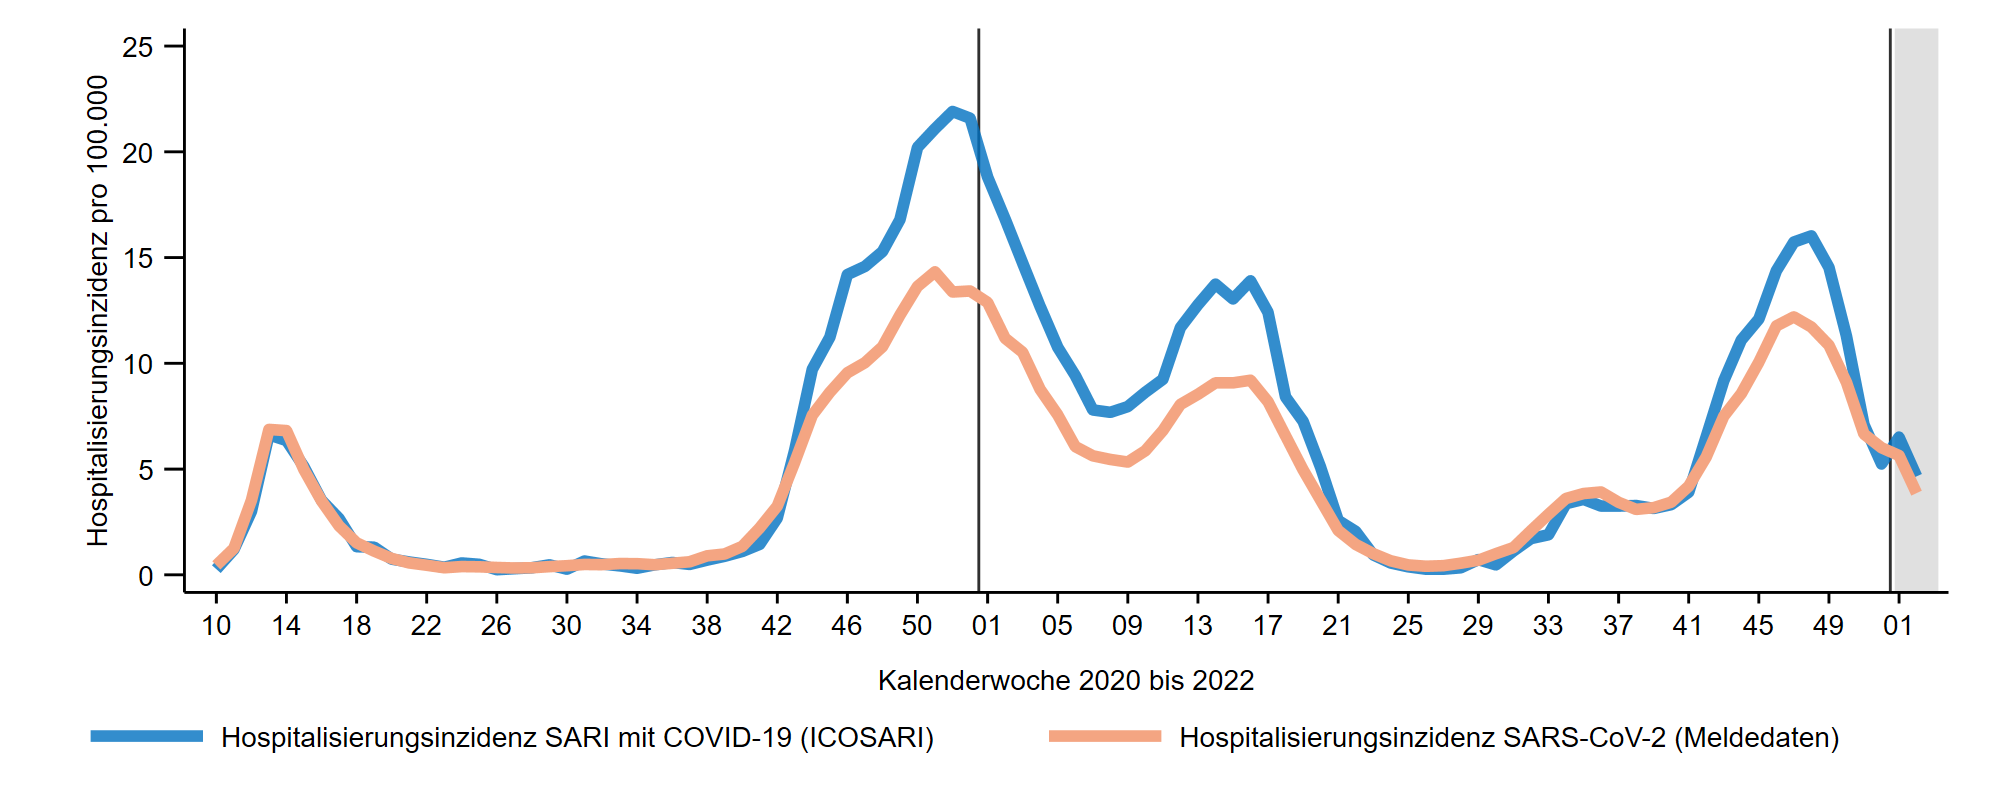 Hospitalisierungsinzidenz pro 100.000
25
20
15
10
5
0
10 14 18 22 26 30 34 38 42 46 50 01 05 09 13 17 21 25 29 33 37 41 45 49 01
Kalenderwoche 2020 bis 2022
Hospitalisierungsinzidenz SARI mit COVID-19 (ICOSARI) Hospitalisierungsinzidenz SARS-CoV-2 (Meldedaten)